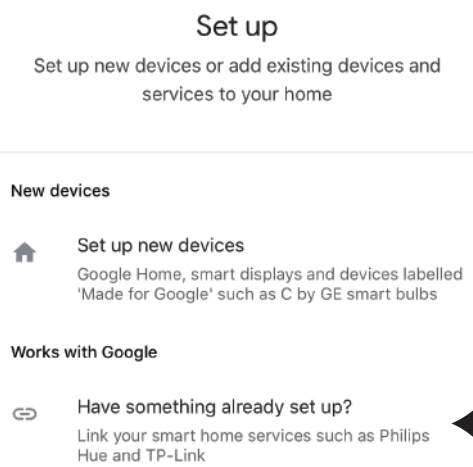 Set up
Set up new devices or add existing devices and
services to your home
New devices
Set up new devices
Google Home, smart displays and devices labelled
'Made for Google' such as C by GE smart bulbs
Works with Google
Have something already set up?
Link your smart home services such as Philips
Hue and TP-Link